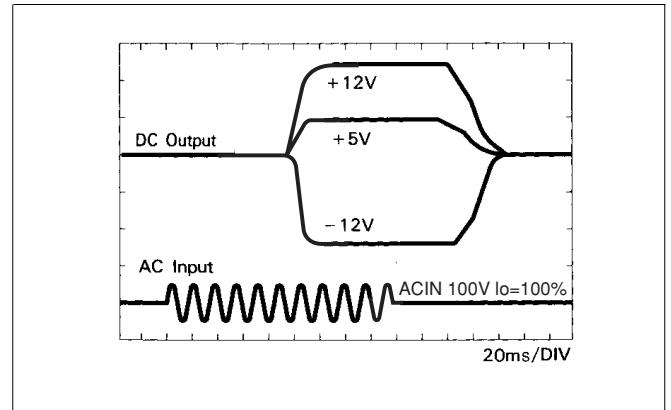 +12V
DC Output
+5V
−12V
AC Input
ACIN 100V Io=100%
20ms/DIV